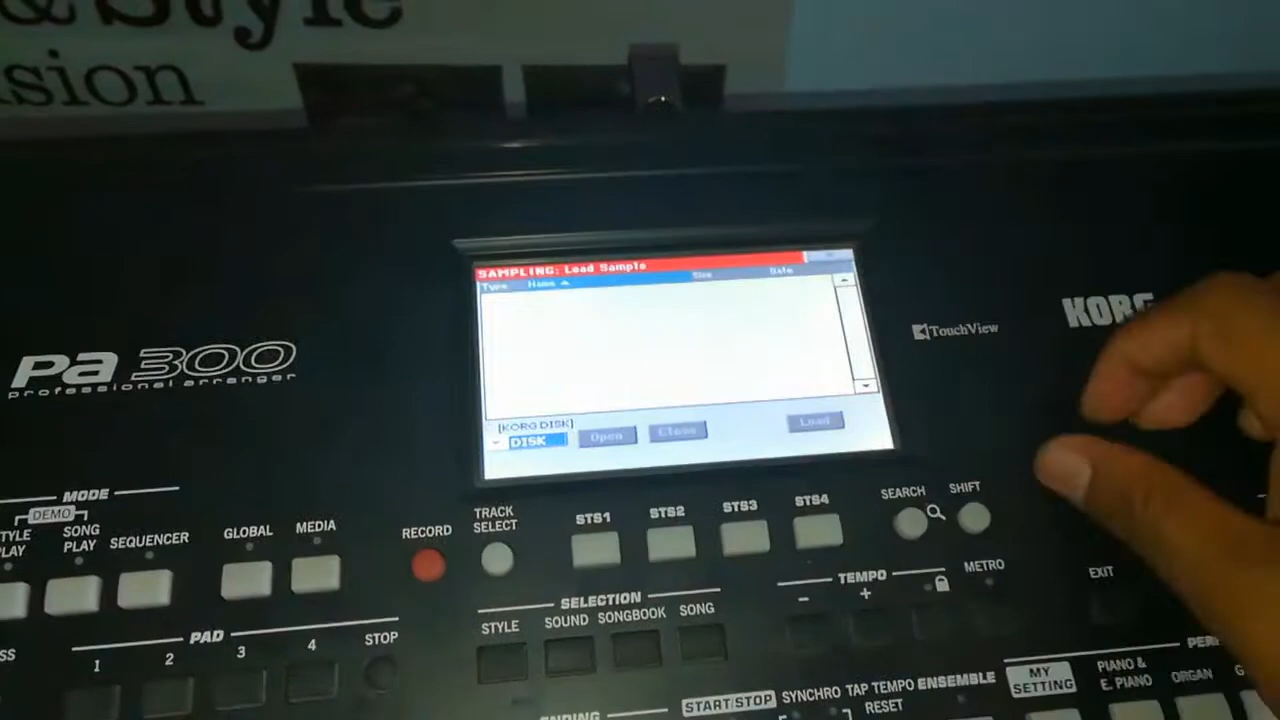 & Style
sion
SAMPLING: Load Sample
Type Name Size Date
[KORG DISK]
DISK Open Close Load
Pa 300
professional arranger
TouchView
KORG
MODE
DEMO
TYLE PLAY
SONG PLAY
SEQUENCER
GLOBAL
MEDIA
RECORD
TRACK SELECT
STS1
STS2
STS3
STS4
SEARCH
SHIFT
PAD
1 2 3 4 STOP
SELECTION
STYLE SOUND SONGBOOK SONG
TEMPO
- +
METRO
EXIT
START/STOP SYNCHRO TAP TEMPO ENSEMBLE
RESET
MY SETTING
PIANO & E. PIANO
ORGAN